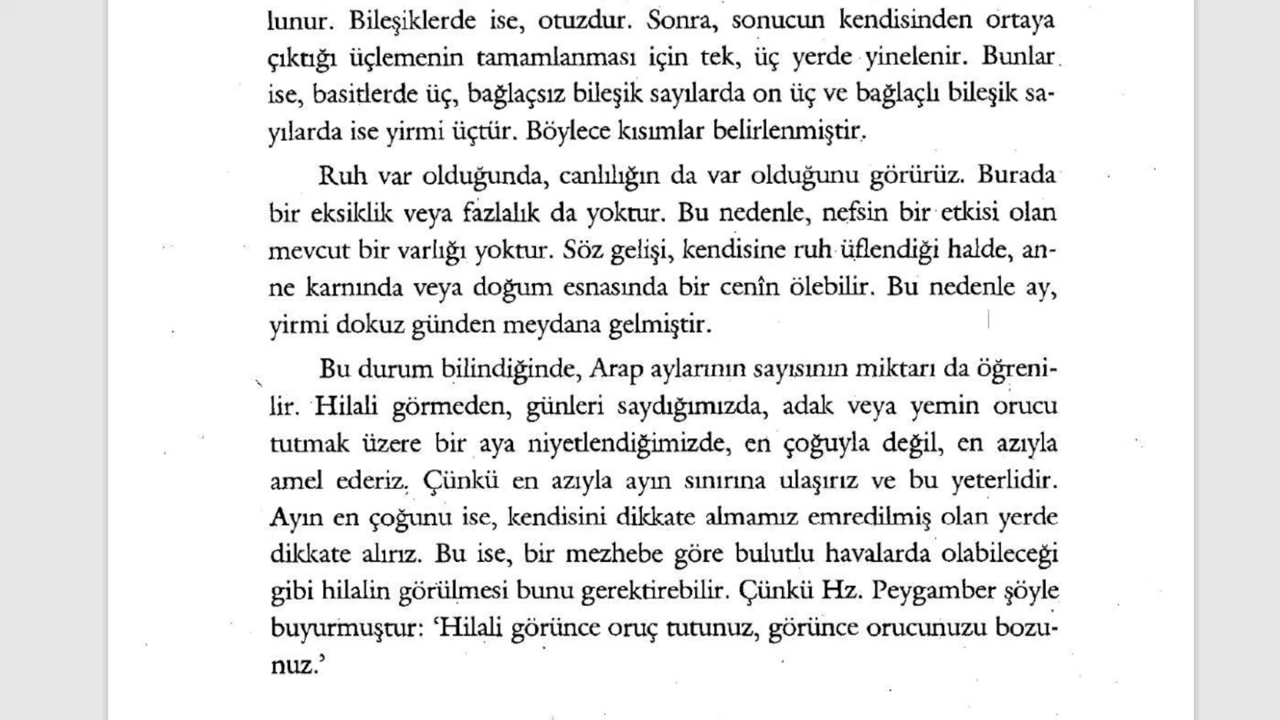 lunur. Bileşiklerde ise, otuzdur. Sonra, sonucun kendisinden ortaya
çıktığı üçlemenin tamamlanması için tek, üç yerde yinelenir. Bunlar
ise, basitlerde üç, bağlaçsız bileşik sayılarda on üç ve bağlaçlı bileşik sa-
yılarda ise yirmi üçtür. Böylece kısımlar belirlenmiştir.
Ruh var olduğunda, canlılığın da var olduğunu görürüz. Burada
bir eksiklik veya fazlalık da yoktur. Bu nedenle, nefsin bir etkisi olan
mevcut bir varlığı yoktur. Söz gelişi, kendisine ruh üflendiği halde, an-
ne karnında veya doğum esnasında bir cenîn ölebilir. Bu nedenle ay,
yirmi dokuz günden meydana gelmiştir.
Bu durum bilindiğinde, Arap aylarının sayısının miktarı da öğreni-
lir. Hilali görmeden, günleri saydığımızda, adak veya yemin orucu
tutmak üzere bir aya niyetlendiğimizde, en çoğuyla değil, en azıyla
amel ederiz. Çünkü en azıyla ayın sınırına ulaşırız ve bu yeterlidir.
Ayın en çoğunu ise, kendisini dikkate almamız emredilmiş olan yerde
dikkate alırız. Bu ise, bir mezhebe göre bulutlu havalarda olabileceği
gibi hilalin görülmesi bunu gerektirebilir. Çünkü Hz. Peygamber şöyle
buyurmuştur: ‘Hilali görünce oruç tutunuz, görünce orucunuzu bozu-
nuz.’